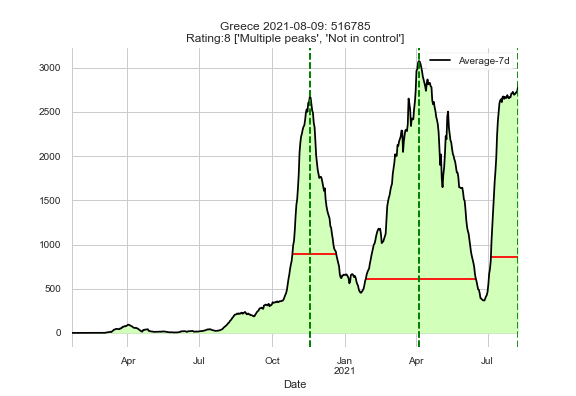 Greece 2021-08-09: 516785
Rating:8 ['Multiple peaks', 'Not in control']
Average-7d
3000
2500
2000
1500
1000
500
0
Apr Jul Oct Jan Apr Jul
2021
Date